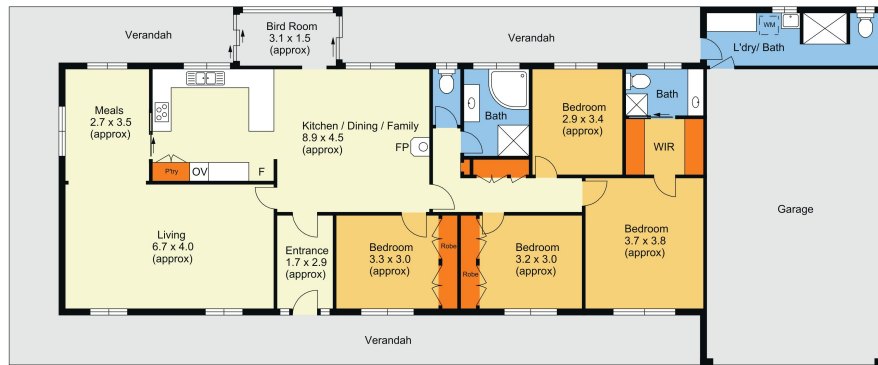 Verandah
Bird Room
3.1 x 1.5
(approx)
Verandah
WM
L'dry/ Bath
Meals
2.7 x 3.5
(approx)
P'try
OV
F
Kitchen / Dining / Family
8.9 x 4.5
(approx)
FP
Bath
Bedroom
2.9 x 3.4
(approx)
Bath
WIR
Garage
Living
6.7 x 4.0
(approx)
Entrance
1.7 x 2.9
(approx)
Bedroom
3.3 x 3.0
(approx)
Robe
Robe
Bedroom
3.2 x 3.0
(approx)
Bedroom
3.7 x 3.8
(approx)
Verandah